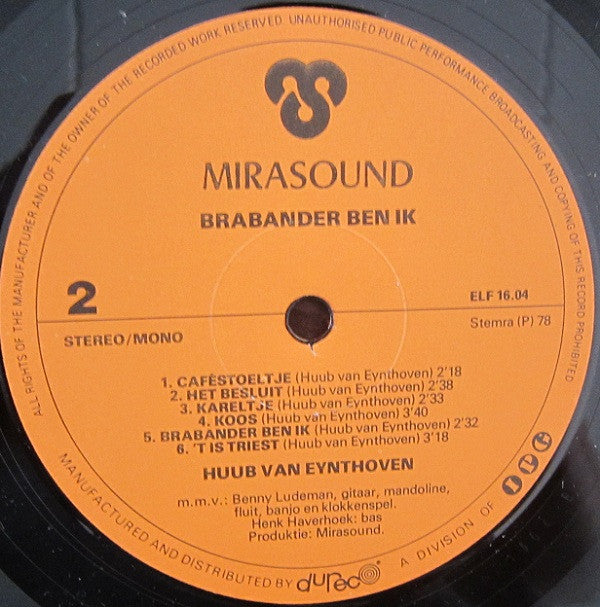 ALL RIGHTS OF THE MANUFACTURER AND OF THE OWNER OF THE RECORDED WORK RESERVED. UNAUTHORISED PUBLIC PERFORMANCE BROADCASTING AND COPYING OF THIS RECORD PROHIBITED
MIRASOUND
BRABANDER BEN IK
2
ELF 16.04
STEREO/MONO
Stemra (P) 78
1. CAFÉSTOELTJE (Huub van Eynthoven) 2'18
2. HET BESLUIT (Huub van Eynthoven) 2'38
3. KARELTJE (Huub van Eynthoven) 2'33
4. KOOS (Huub van Eynthoven) 3'40
5. BRABANDER BEN IK (Huub van Eynthoven) 2'32
6. 'T IS TRIEST (Huub van Eynthoven) 3'18
HUUB VAN EYNTHOVEN
m.m.v.: Benny Ludeman, gitaar, mandoline,
fluit, banjo en klokkenspel.
Henk Haverhoek: bas
Produktie: Mirasound.
MANUFACTURED AND DISTRIBUTED BY dureco A DIVISION OF